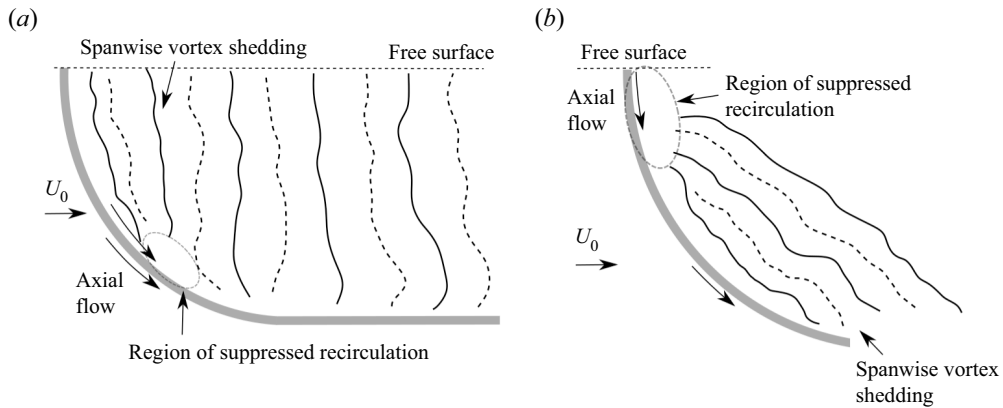 (a)
Spanwise vortex shedding
Free surface
U0
Axial
flow
Region of suppressed recirculation
(b)
Free surface
Axial
flow
Region of suppressed
recirculation
U0
Spanwise vortex
shedding